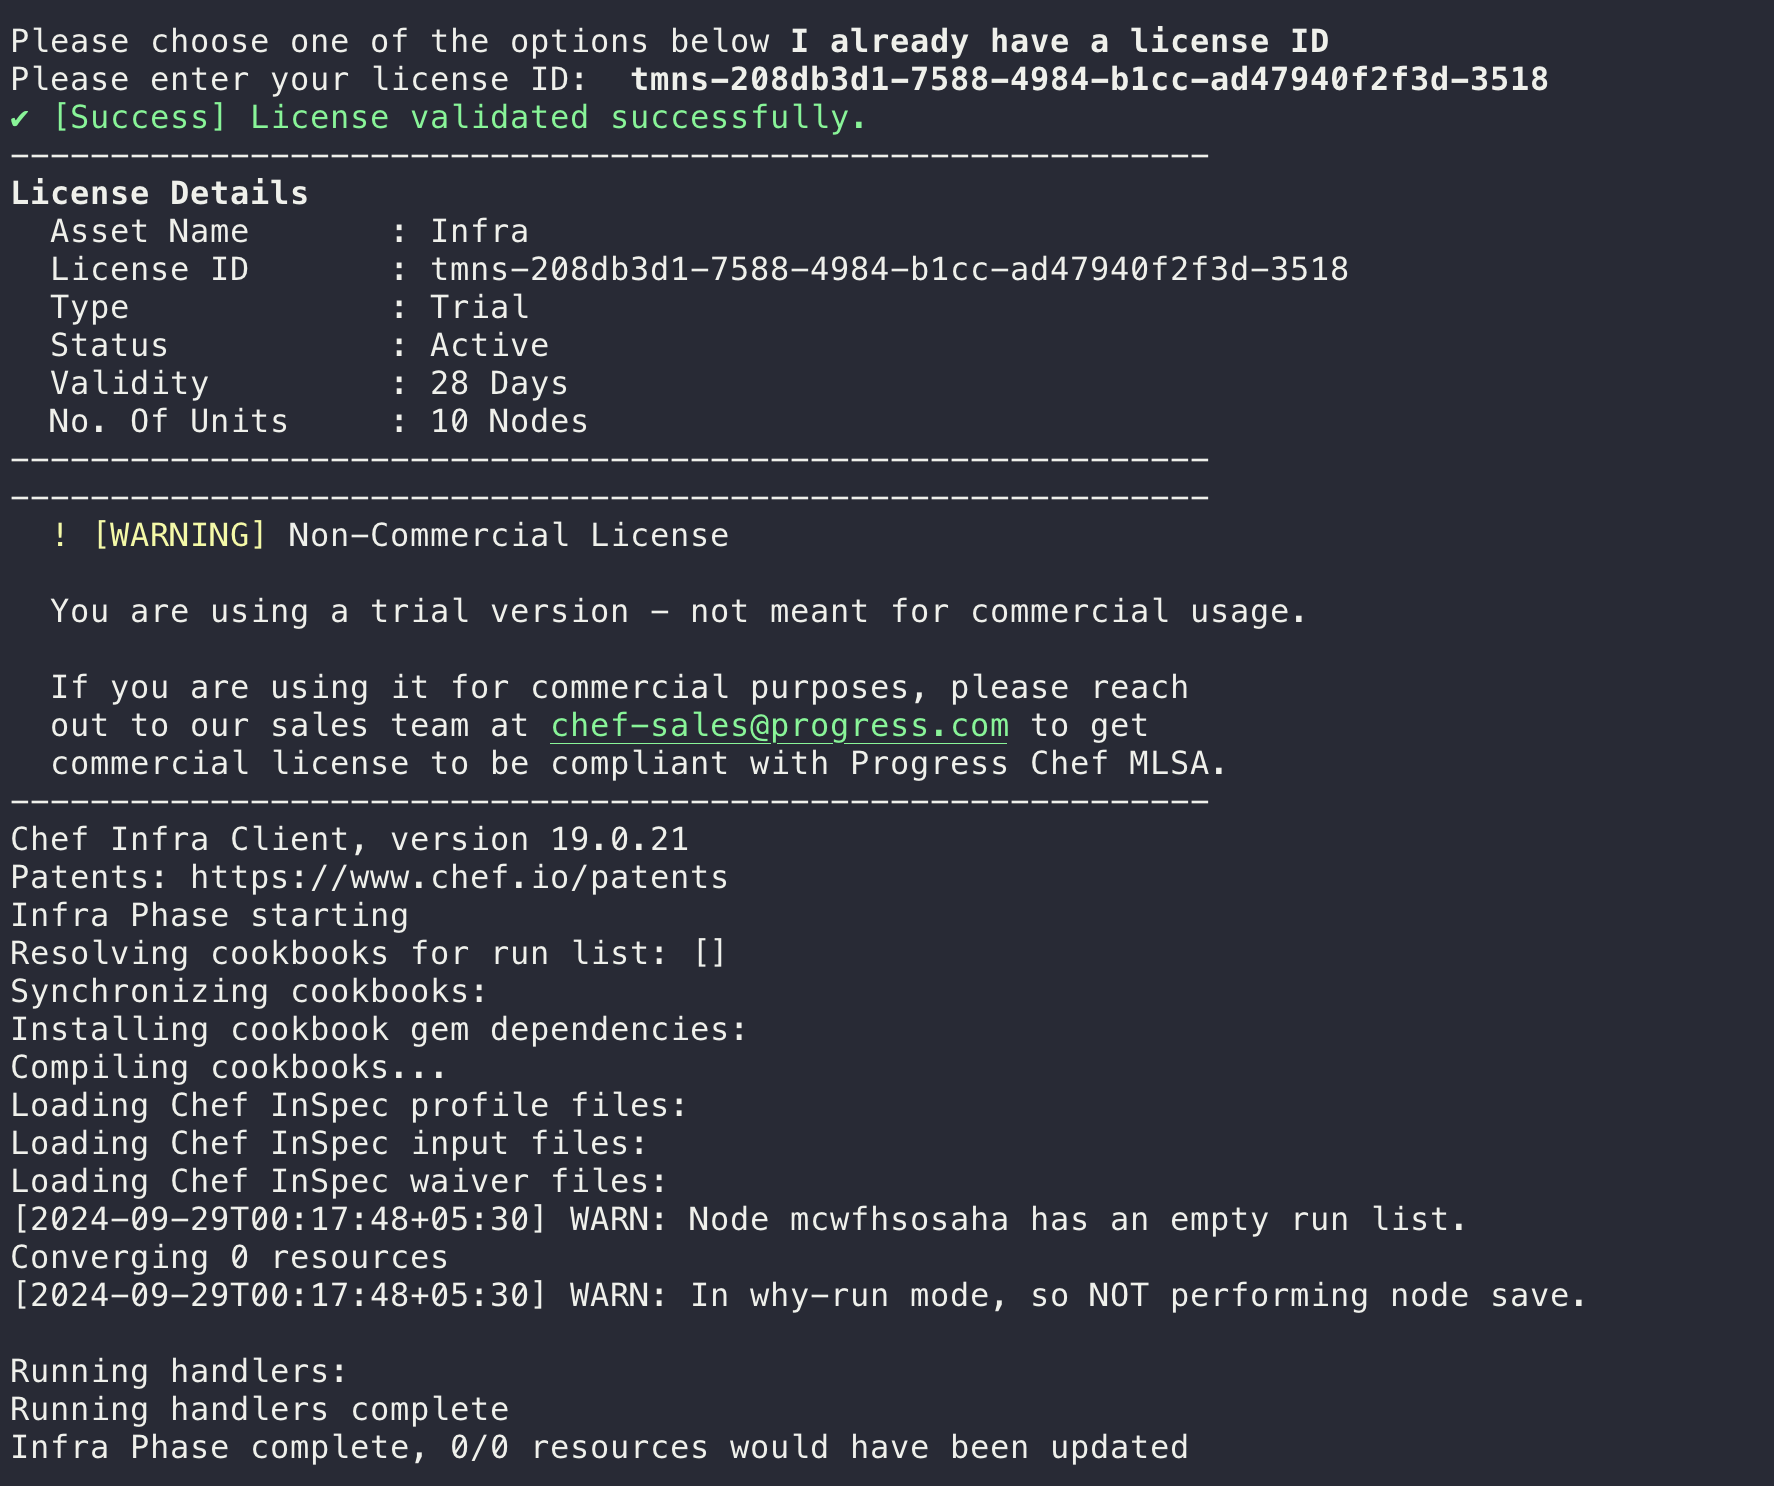 Please choose one of the options below I already have a license ID
Please enter your license ID:  tmns-208db3d1-7588-4984-b1cc-ad47940f2f3d-3518
✔ [Success] License validated successfully.
------------------------------------------------------------
License Details
  Asset Name       : Infra
  License ID       : tmns-208db3d1-7588-4984-b1cc-ad47940f2f3d-3518
  Type             : Trial
  Status           : Active
  Validity         : 28 Days
  No. Of Units     : 10 Nodes
------------------------------------------------------------
------------------------------------------------------------
  ! [WARNING] Non-Commercial License

  You are using a trial version - not meant for commercial usage.

  If you are using it for commercial purposes, please reach
  out to our sales team at chef-sales@progress.com to get
  commercial license to be compliant with Progress Chef MLSA.
------------------------------------------------------------
Chef Infra Client, version 19.0.21
Patents: https://www.chef.io/patents
Infra Phase starting
Resolving cookbooks for run list: []
Synchronizing cookbooks:
Installing cookbook gem dependencies:
Compiling cookbooks...
Loading Chef InSpec profile files:
Loading Chef InSpec input files:
Loading Chef InSpec waiver files:
[2024-09-29T00:17:48+05:30] WARN: Node mcwfhsosaha has an empty run list.
Converging 0 resources
[2024-09-29T00:17:48+05:30] WARN: In why-run mode, so NOT performing node save.

Running handlers:
Running handlers complete
Infra Phase complete, 0/0 resources would have been updated